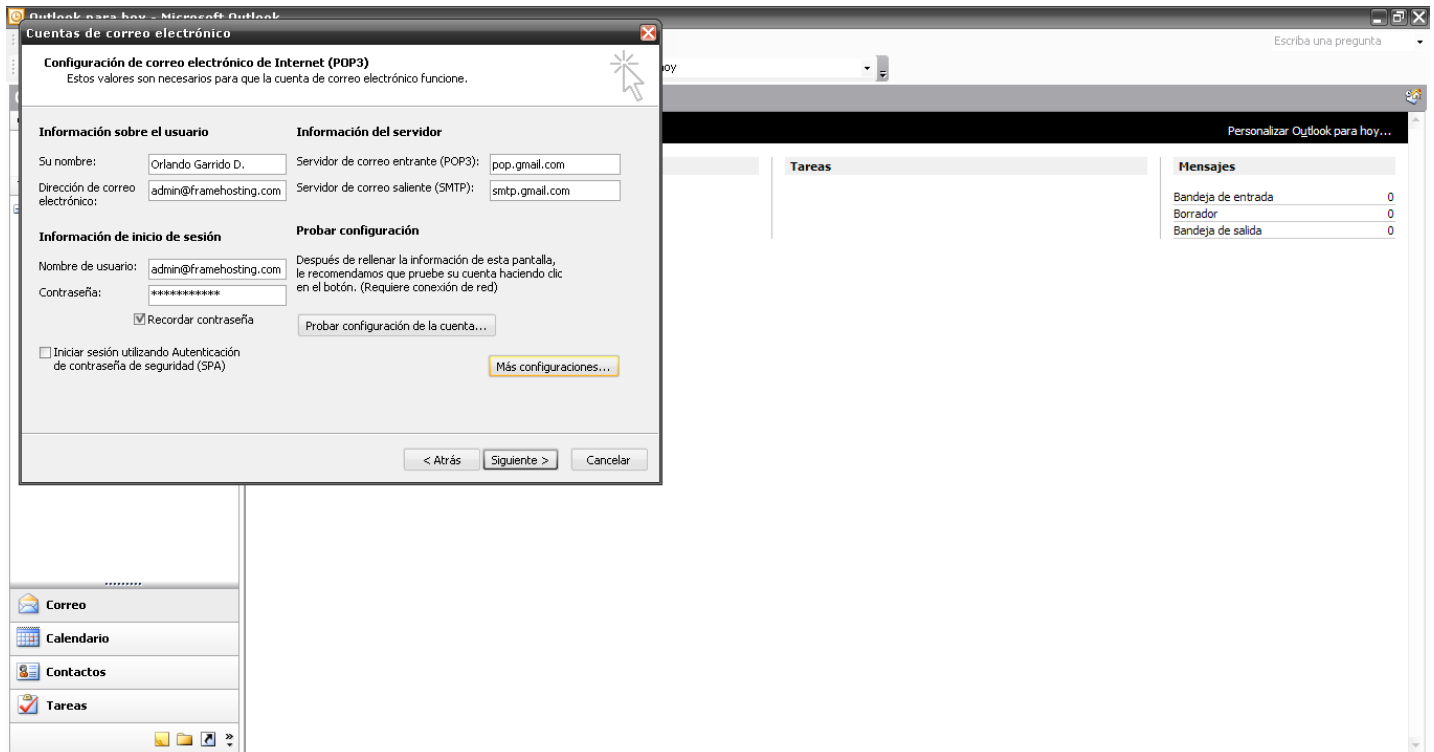 Outlook para hoy - Microsoft Outlook
Cuentas de correo electrónico
Escriba una pregunta
Configuración de correo electrónico de Internet (POP3)
Estos valores son necesarios para que la cuenta de correo electrónico funcione.
hoy
Personalizar Outlook para hoy...
Información sobre el usuario
Su nombre:
Orlando Garrido D.
Dirección de correo
electrónico:
admin@framehosting.com
Información del servidor
Servidor de correo entrante (POP3):
pop.gmail.com
Servidor de correo saliente (SMTP):
smtp.gmail.com
Información de inicio de sesión
Nombre de usuario:
admin@framehosting.com
Contraseña:
***********
Recordar contraseña
Iniciar sesión utilizando Autenticación
de contraseña de seguridad (SPA)
Probar configuración
Después de rellenar la información de esta pantalla,
le recomendamos que pruebe su cuenta haciendo clic
en el botón. (Requiere conexión de red)
Probar configuración de la cuenta...
Más configuraciones...
< Atrás
Siguiente >
Cancelar
Tareas
Mensajes
Bandeja de entrada 0
Borrador 0
Bandeja de salida 0
Correo
Calendario
Contactos
Tareas